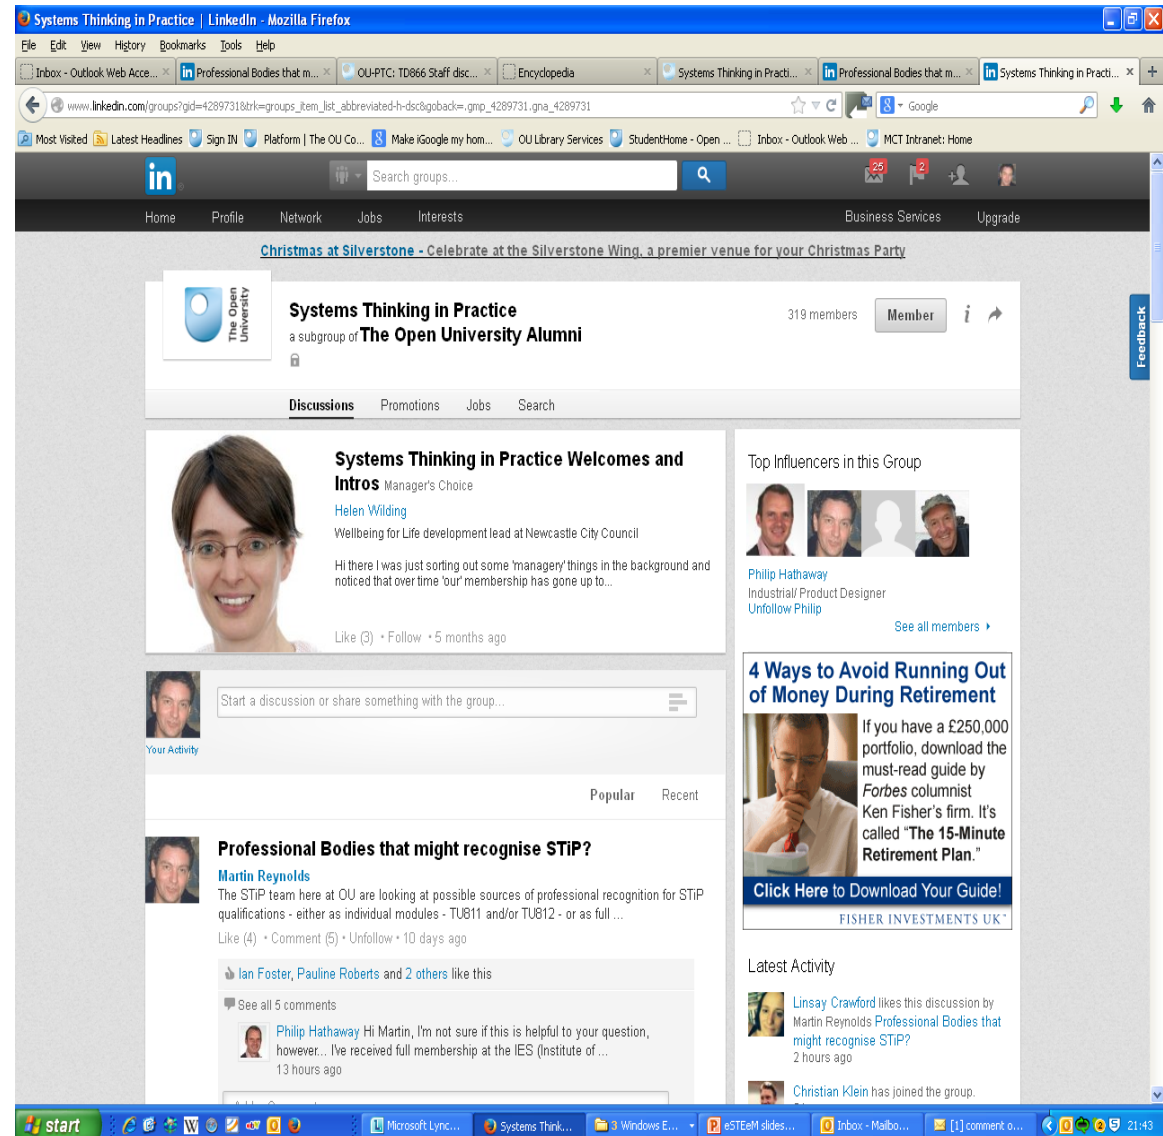 Systems Thinking in Practice | LinkedIn - Mozilla Firefox
File Edit View History Bookmarks Tools Help
Inbox - Outlook Web Acce... Professional Bodies that m... OU-PTC: TD866 Staff disc... Encyclopedia Systems Thinking in Practi... Professional Bodies that m... Systems Thinking in Practi...
www.linkedin.com/groups?gid=4289731&trk=groups_item_list_abbreviated-h-dsc&goback=.gmp_4289731.gna_4289731 Google
Most Visited Latest Headlines Sign IN Platform | The OU Co... Make iGoogle my hom... OU Library Services StudentHome - Open ... Inbox - Outlook Web ... MCT Intranet: Home
in Search groups... 25 2
Home Profile Network Jobs Interests Business Services Upgrade
Christmas at Silverstone - Celebrate at the Silverstone Wing, a premier venue for your Christmas Party
The Open
University
Systems Thinking in Practice
a subgroup of The Open University Alumni
319 members Member i
Feedback
Discussions Promotions Jobs Search
Systems Thinking in Practice Welcomes and
Intros Manager's Choice
Helen Wilding
Wellbeing for Life development lead at Newcastle City Council
Hi there I was just sorting out some 'managery' things in the background and
noticed that over time 'our' membership has gone up to...
Like (3) • Follow • 5 months ago
Top Influencers in this Group
Philip Hathaway
Industrial/ Product Designer
Unfollow Philip
See all members
Start a discussion or share something with the group...
Your Activity
Popular Recent
4 Ways to Avoid Running Out
of Money During Retirement
If you have a £250,000
portfolio, download the
must-read guide by
Forbes columnist
Ken Fisher's firm. It's
called "The 15-Minute
Retirement Plan."
Click Here to Download Your Guide!
FISHER INVESTMENTS UK™
Professional Bodies that might recognise STiP?
Martin Reynolds
The STiP team here at OU are looking at possible sources of professional recognition for STiP
qualifications - either as individual modules - TU811 and/or TU812 - or as full ...
Like (4) • Comment (5) • Unfollow • 10 days ago
Ian Foster, Pauline Roberts and 2 others like this
See all 5 comments
Philip Hathaway Hi Martin, I'm not sure if this is helpful to your question,
however... I've received full membership at the IES (Institute of ...
13 hours ago
Latest Activity
Linsay Crawford likes this discussion by
Martin Reynolds Professional Bodies that
might recognise STiP?
2 hours ago
Christian Klein has joined the group.
start Microsoft Lync... Systems Think... 3 Windows E... eSTEeM slides... Inbox - Mailbo... [1] comment o... 21:43